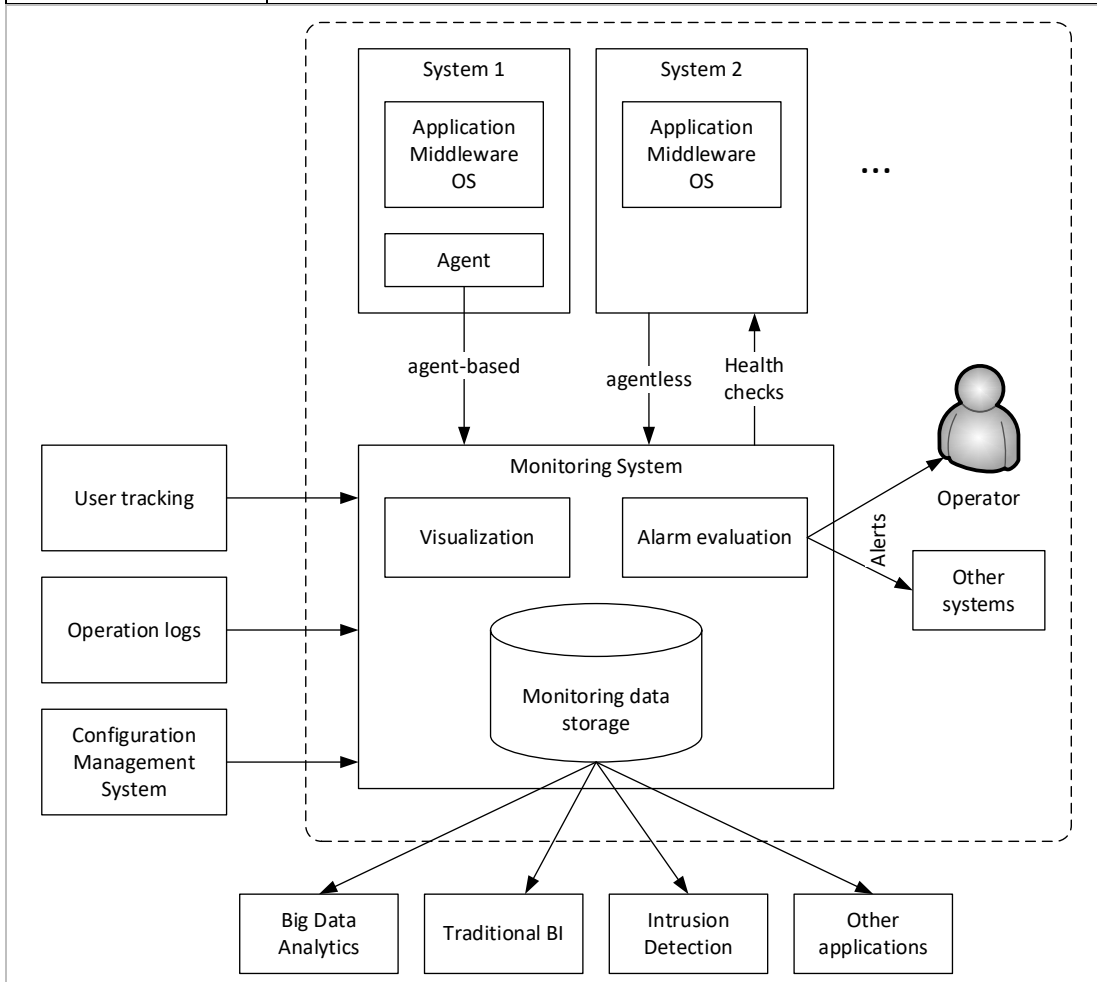 System 1
Application
Middleware
OS
Agent
System 2
Application
Middleware
OS
...
agent-based
agentless
Health
checks
User tracking
Operation logs
Configuration
Management
System
Monitoring System
Visualization
Alarm evaluation
Monitoring data
storage
Alerts
Operator
Other
systems
Big Data
Analytics
Traditional BI
Intrusion
Detection
Other
applications